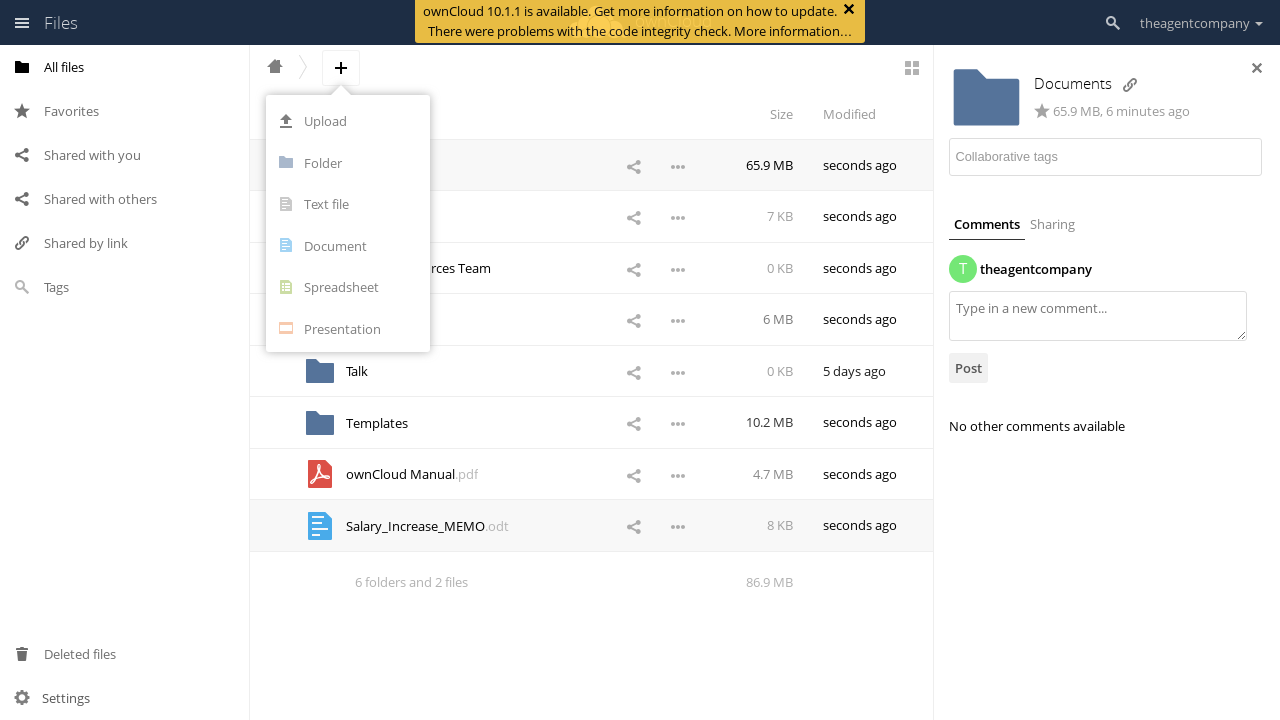 ownCloud 10.1.1 is available. Get more information on how to update.
There were problems with the code integrity check. More information…
Files
theagentcompany
All files
Favorites
Shared with you
Shared with others
Shared by link
Tags
Deleted files
Settings
Upload
Folder
Text file
Document
Spreadsheet
Presentation
Size
Modified
65.9 MB
seconds ago
7 KB
seconds ago
rces Team
0 KB
seconds ago
6 MB
seconds ago
Talk
0 KB
5 days ago
Templates
10.2 MB
seconds ago
ownCloud Manual.pdf
4.7 MB
seconds ago
Salary_Increase_MEMO.odt
8 KB
seconds ago
6 folders and 2 files
86.9 MB
Documents
65.9 MB, 6 minutes ago
Collaborative tags
Comments
Sharing
T
theagentcompany
Type in a new comment...
Post
No other comments available